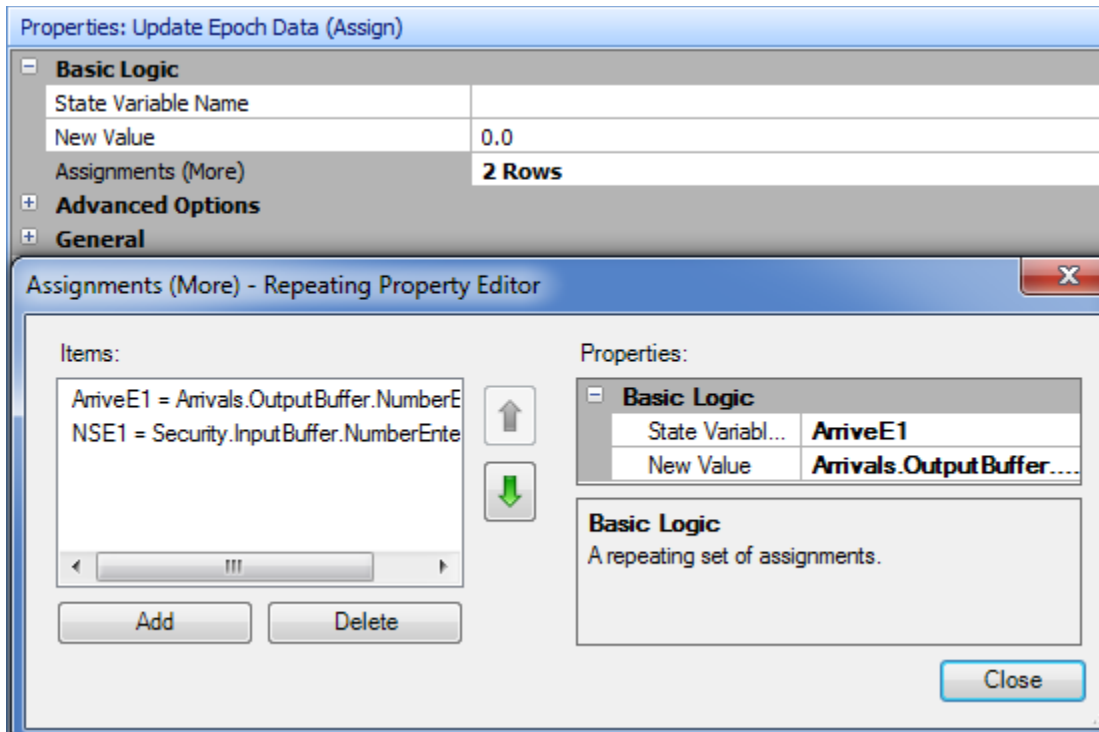 Properties: Update Epoch Data (Assign)
Basic Logic
State Variable Name
New Value 0.0
Assignments (More) 2 Rows
Advanced Options
General
Assignments (More) - Repeating Property Editor
Items:
ArriveE1 = Arrivals.OutputBuffer.NumberE
NSE1 = Security.InputBuffer.NumberEnte
Add
Delete
Properties:
Basic Logic
State Variabl... ArriveE1
New Value Arrivals.OutputBuffer....
Basic Logic
A repeating set of assignments.
Close